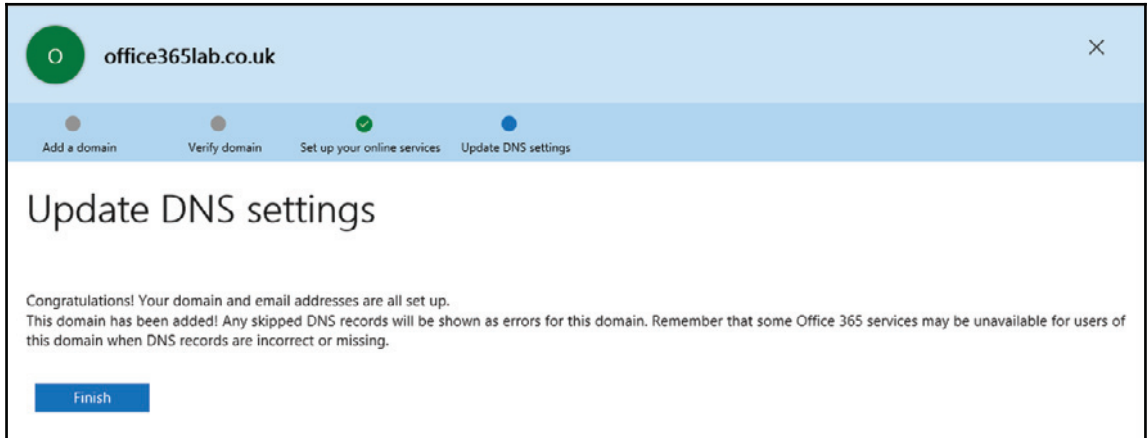 O
office365lab.co.uk
Add a domain
Verify domain
Set up your online services
Update DNS settings
Update DNS settings
Congratulations! Your domain and email addresses are all set up.
This domain has been added! Any skipped DNS records will be shown as errors for this domain. Remember that some Office 365 services may be unavailable for users of
this domain when DNS records are incorrect or missing.
Finish